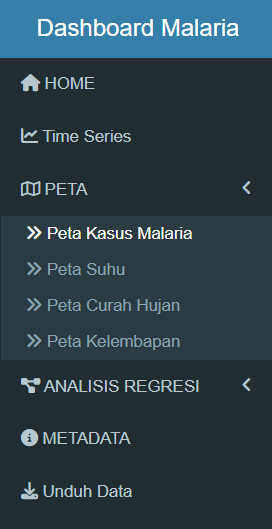 Dashboard Malaria
HOME
Time Series
PETA
Peta Kasus Malaria
Peta Suhu
Peta Curah Hujan
Peta Kelembapan
ANALISIS REGRESI
METADATA
Unduh Data